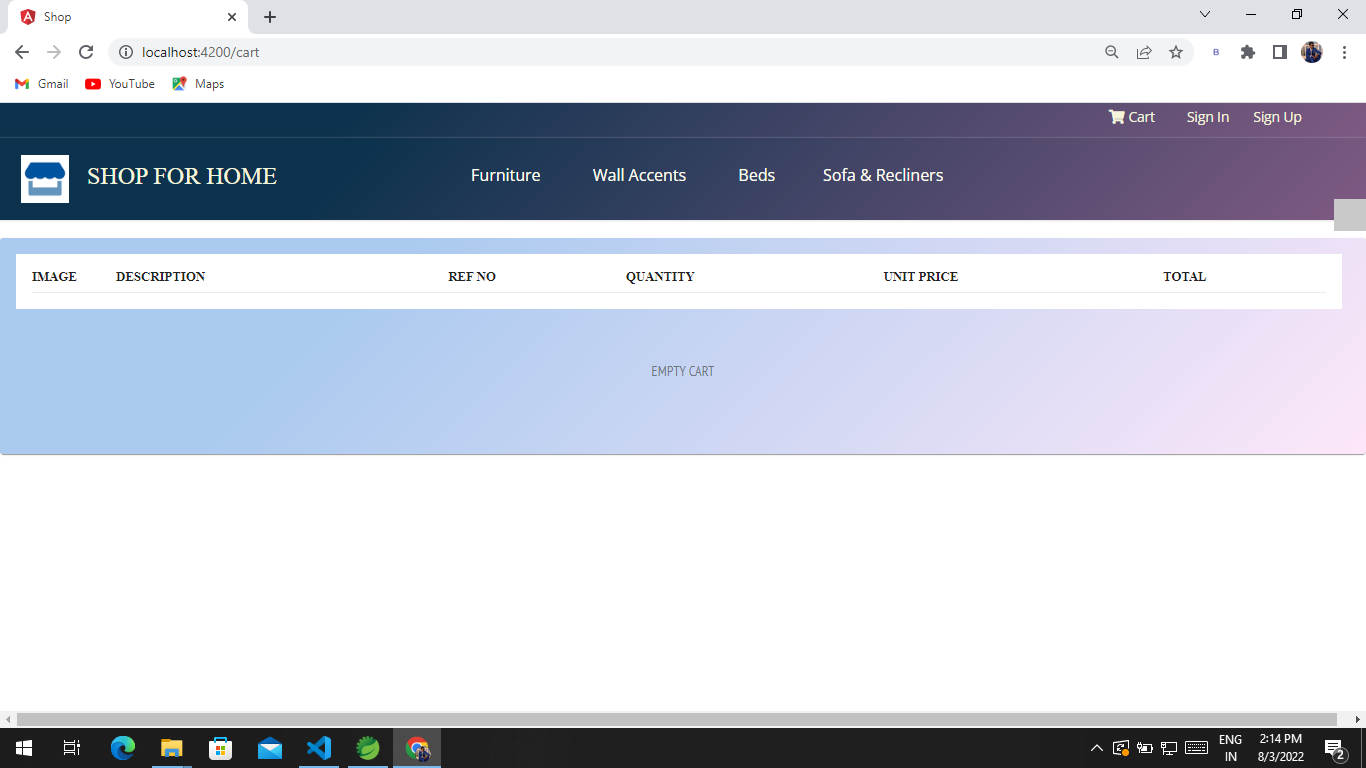 Shop
localhost:4200/cart
B
Gmail YouTube Maps
Cart Sign In Sign Up
SHOP FOR HOME Furniture Wall Accents Beds Sofa & Recliners
IMAGE DESCRIPTION REF NO QUANTITY UNIT PRICE TOTAL
EMPTY CART
ENG 2:14 PM
IN 8/3/2022 2